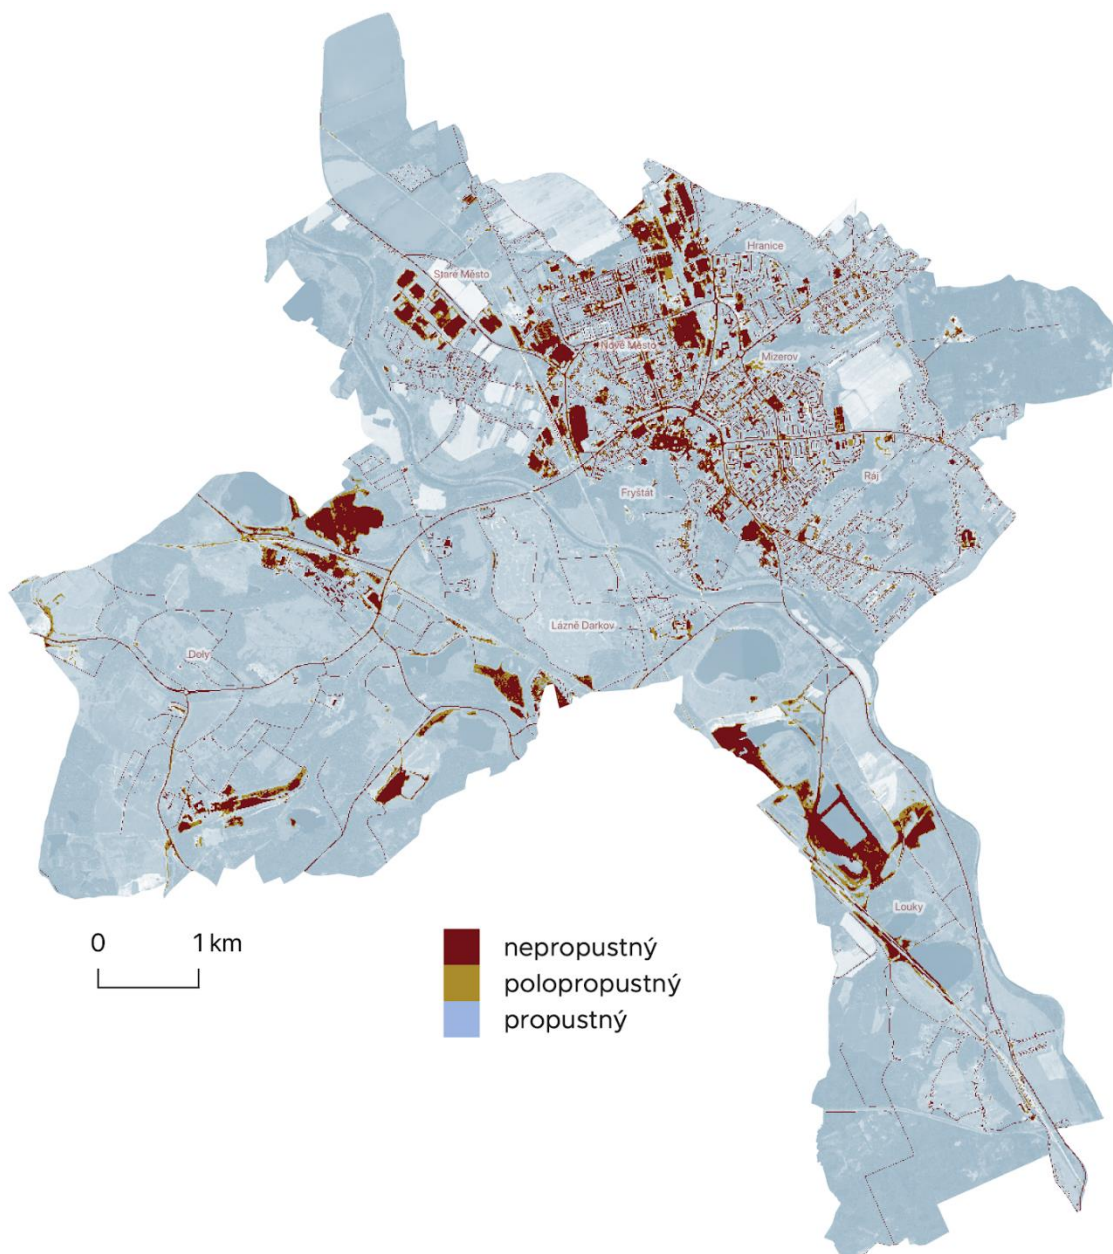 Hranice
Staré Město
Nové Město
Mizerov
Ráj
Fryštát
Lázně Darkov
Doly
Louky
0 1 km
nepropustný
polopropustný
propustný